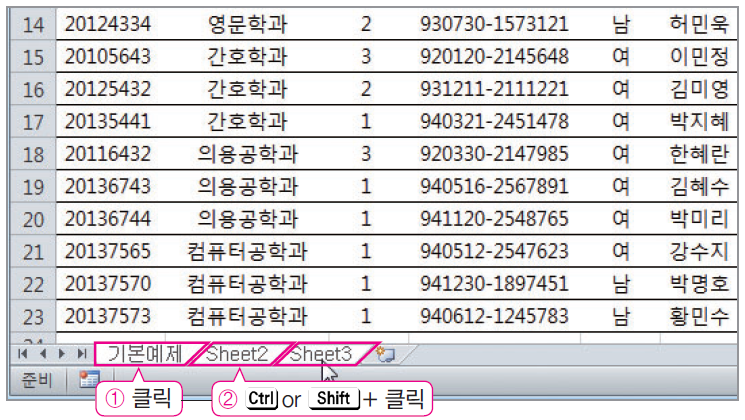 14 20124334 영문학과 2 930730-1573121 남 허민욱
15 20105643 간호학과 3 920120-2145648 여 이민정
16 20125432 간호학과 2 931211-2111221 여 김미영
17 20135441 간호학과 1 940321-2451478 여 박지혜
18 20116432 의용공학과 3 920330-2147985 여 한혜란
19 20136743 의용공학과 1 940516-2567891 여 김혜수
20 20136744 의용공학과 1 941120-2548765 여 박미리
21 20137565 컴퓨터공학과 1 940512-2547623 여 강수지
22 20137570 컴퓨터공학과 1 941230-1897451 남 박명호
23 20137573 컴퓨터공학과 1 940612-1245783 남 황민수
기본예제 Sheet2 Sheet3
준비
① 클릭 ② Ctrl or Shift + 클릭